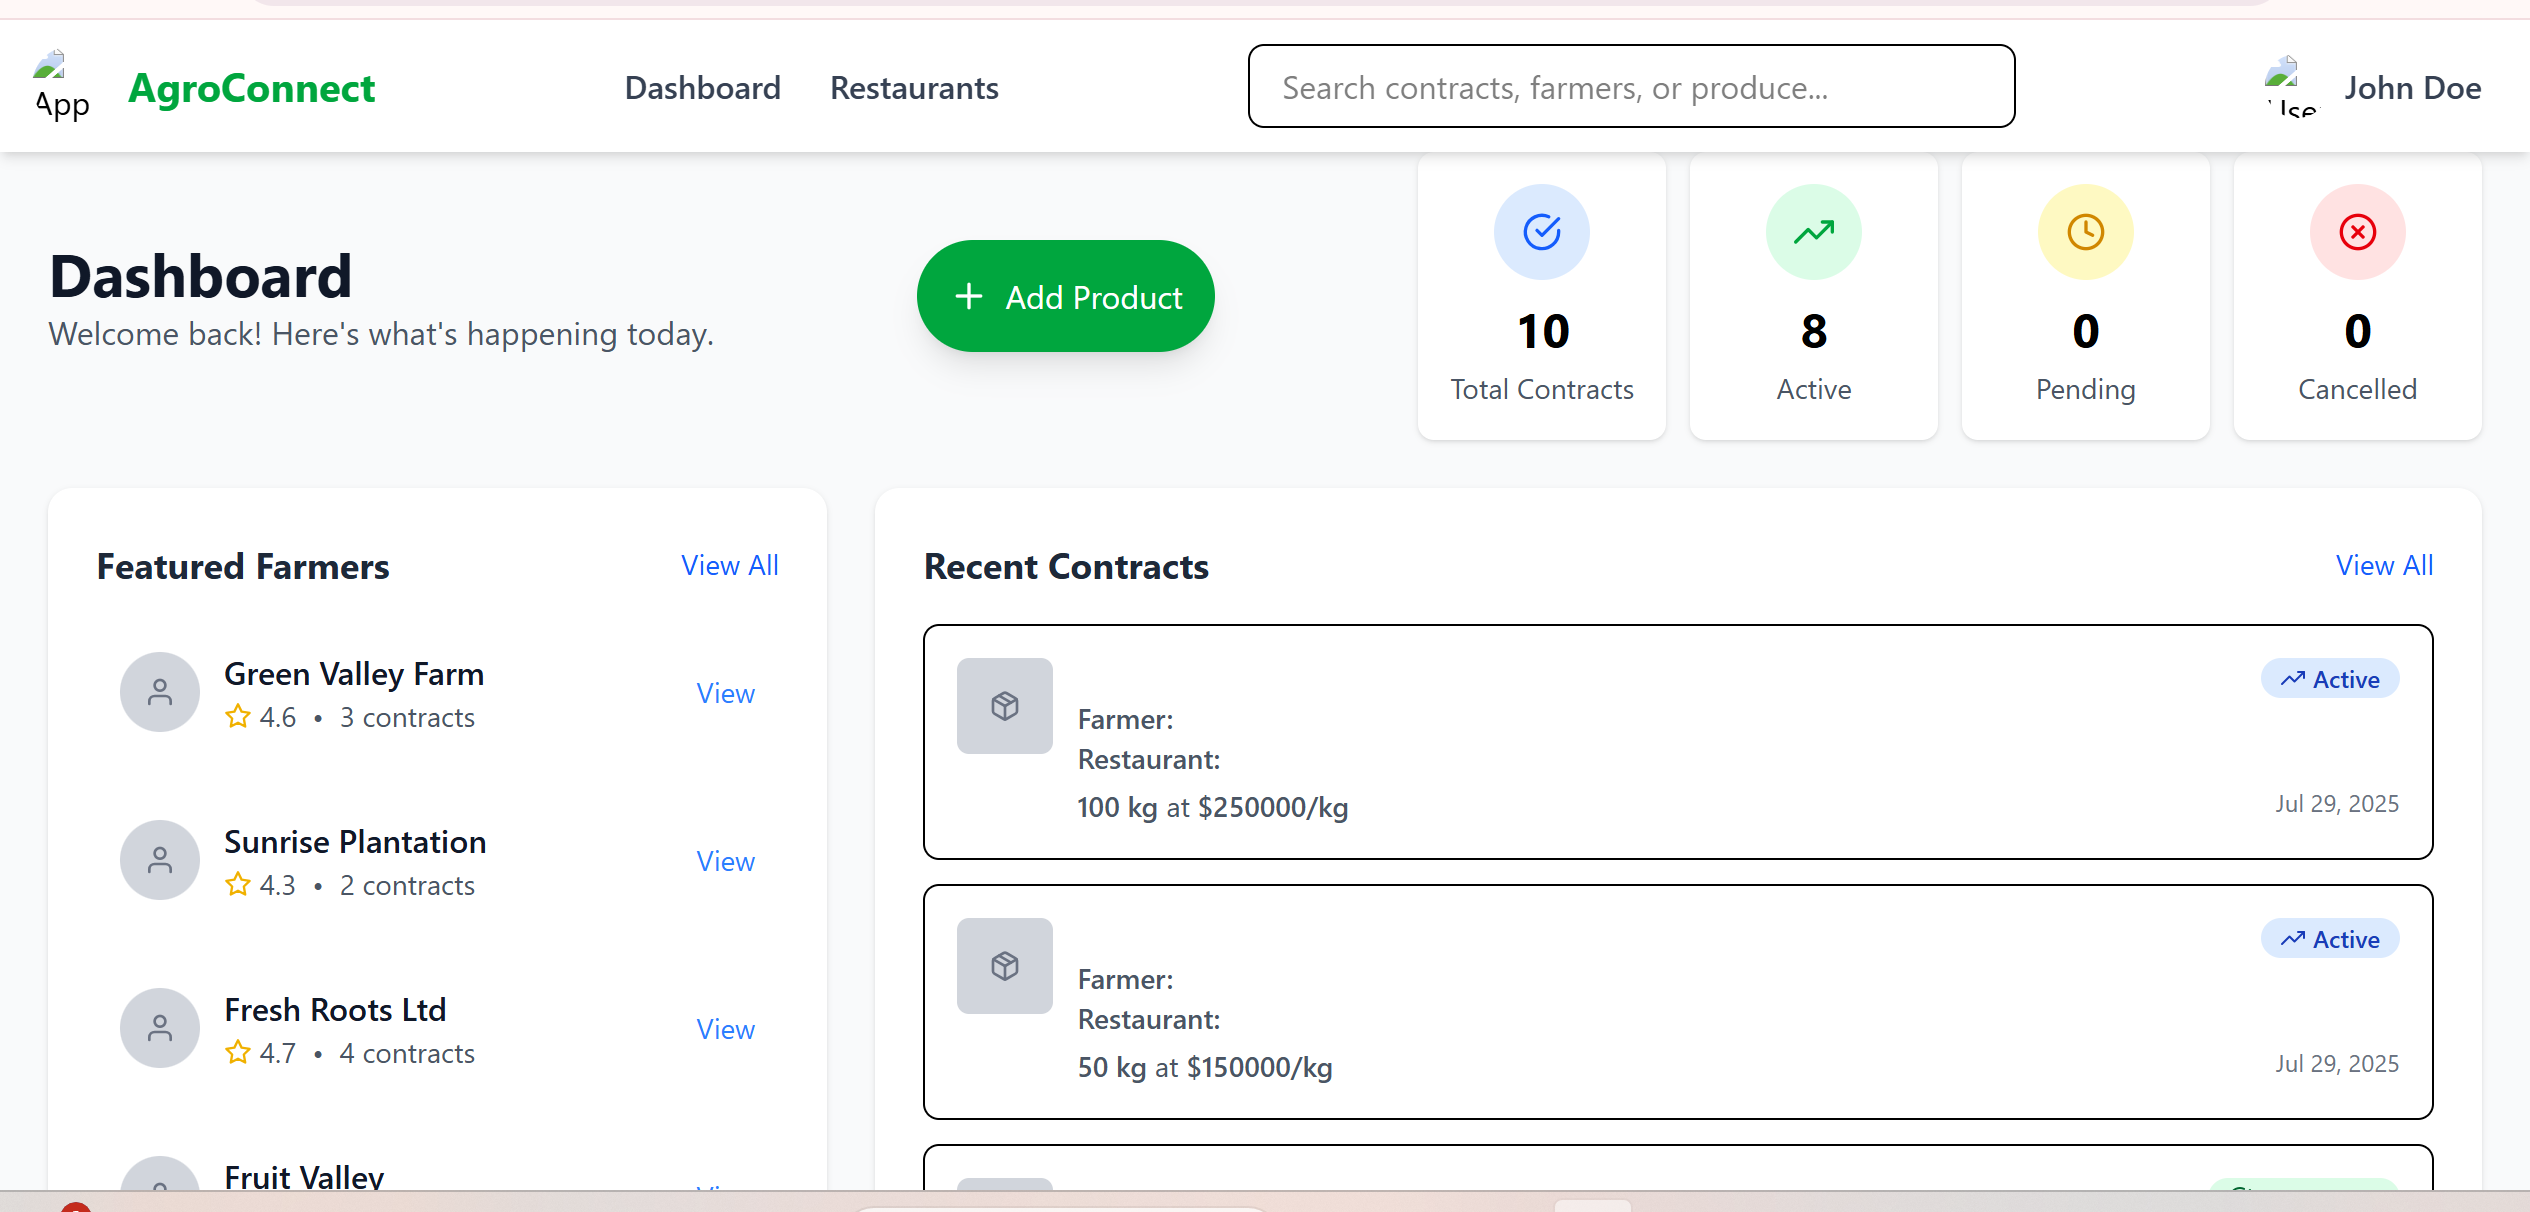 App
AgroConnect
Dashboard
Restaurants
Search contracts, farmers, or produce...
John Doe
Dashboard
Welcome back! Here's what's happening today.
+ Add Product
10
Total Contracts
8
Active
0
Pending
0
Cancelled
Featured Farmers
View All
Green Valley Farm
4.6 • 3 contracts
View
Sunrise Plantation
4.3 • 2 contracts
View
Fresh Roots Ltd
4.7 • 4 contracts
View
Fruit Valley
Recent Contracts
View All
Active
Farmer:
Restaurant:
100 kg at $250000/kg
Jul 29, 2025
Active
Farmer:
Restaurant:
50 kg at $150000/kg
Jul 29, 2025